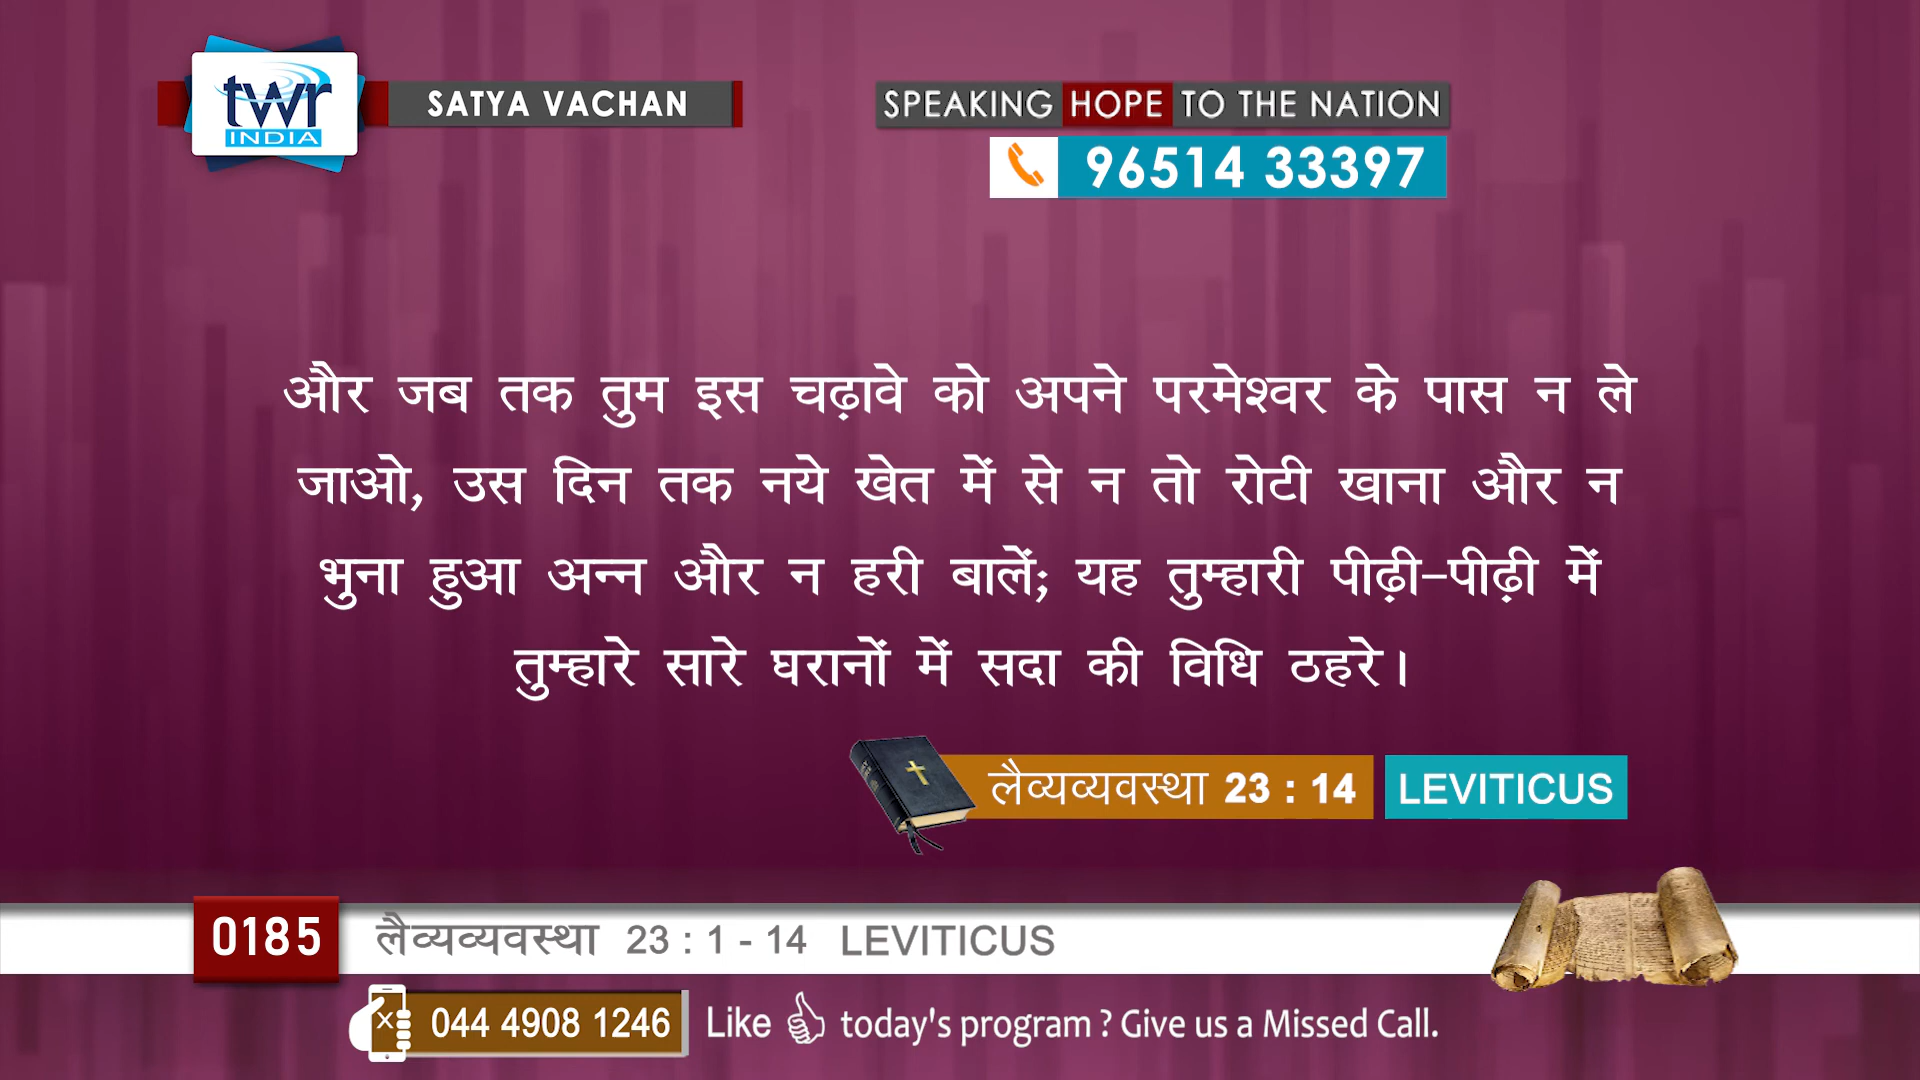 twr
INDIA
SATYA VACHAN
SPEAKING HOPE TO THE NATION
96514 33397
और जब तक तुम इस चढ़ावे को अपने परमेश्वर के पास न ले
जाओ, उस दिन तक नये खेत में से न तो रोटी खाना और न
भुना हुआ अन्न और न हरी बालें; यह तुम्हारी पीढ़ी-पीढ़ी में
तुम्हारे सारे घरानों में सदा की विधि ठहरे।
लैव्यव्यवस्था 23 : 14 LEVITICUS
0185 लैव्यव्यवस्था 23 : 1 - 14 LEVITICUS
044 4908 1246 Like today's program ? Give us a Missed Call.